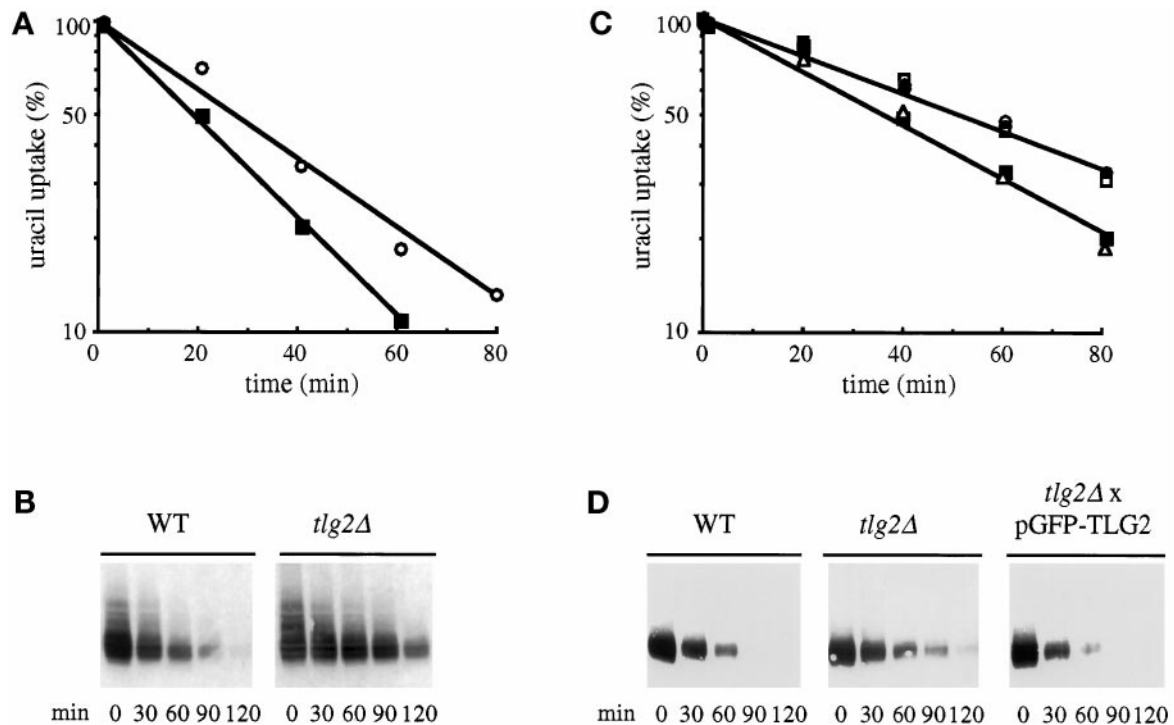 A
100
50
10
uracil uptake (%)
0 20 40 60 80
time (min)
C
100
50
10
uracil uptake (%)
0 20 40 60 80
time (min)
B
WT tlg2Δ
min 0 30 60 90 120 0 30 60 90 120
D
WT tlg2Δ tlg2Δ x
pGFP-TLG2
min 0 30 60 90 120 0 30 60 90 120 0 30 60 90 120